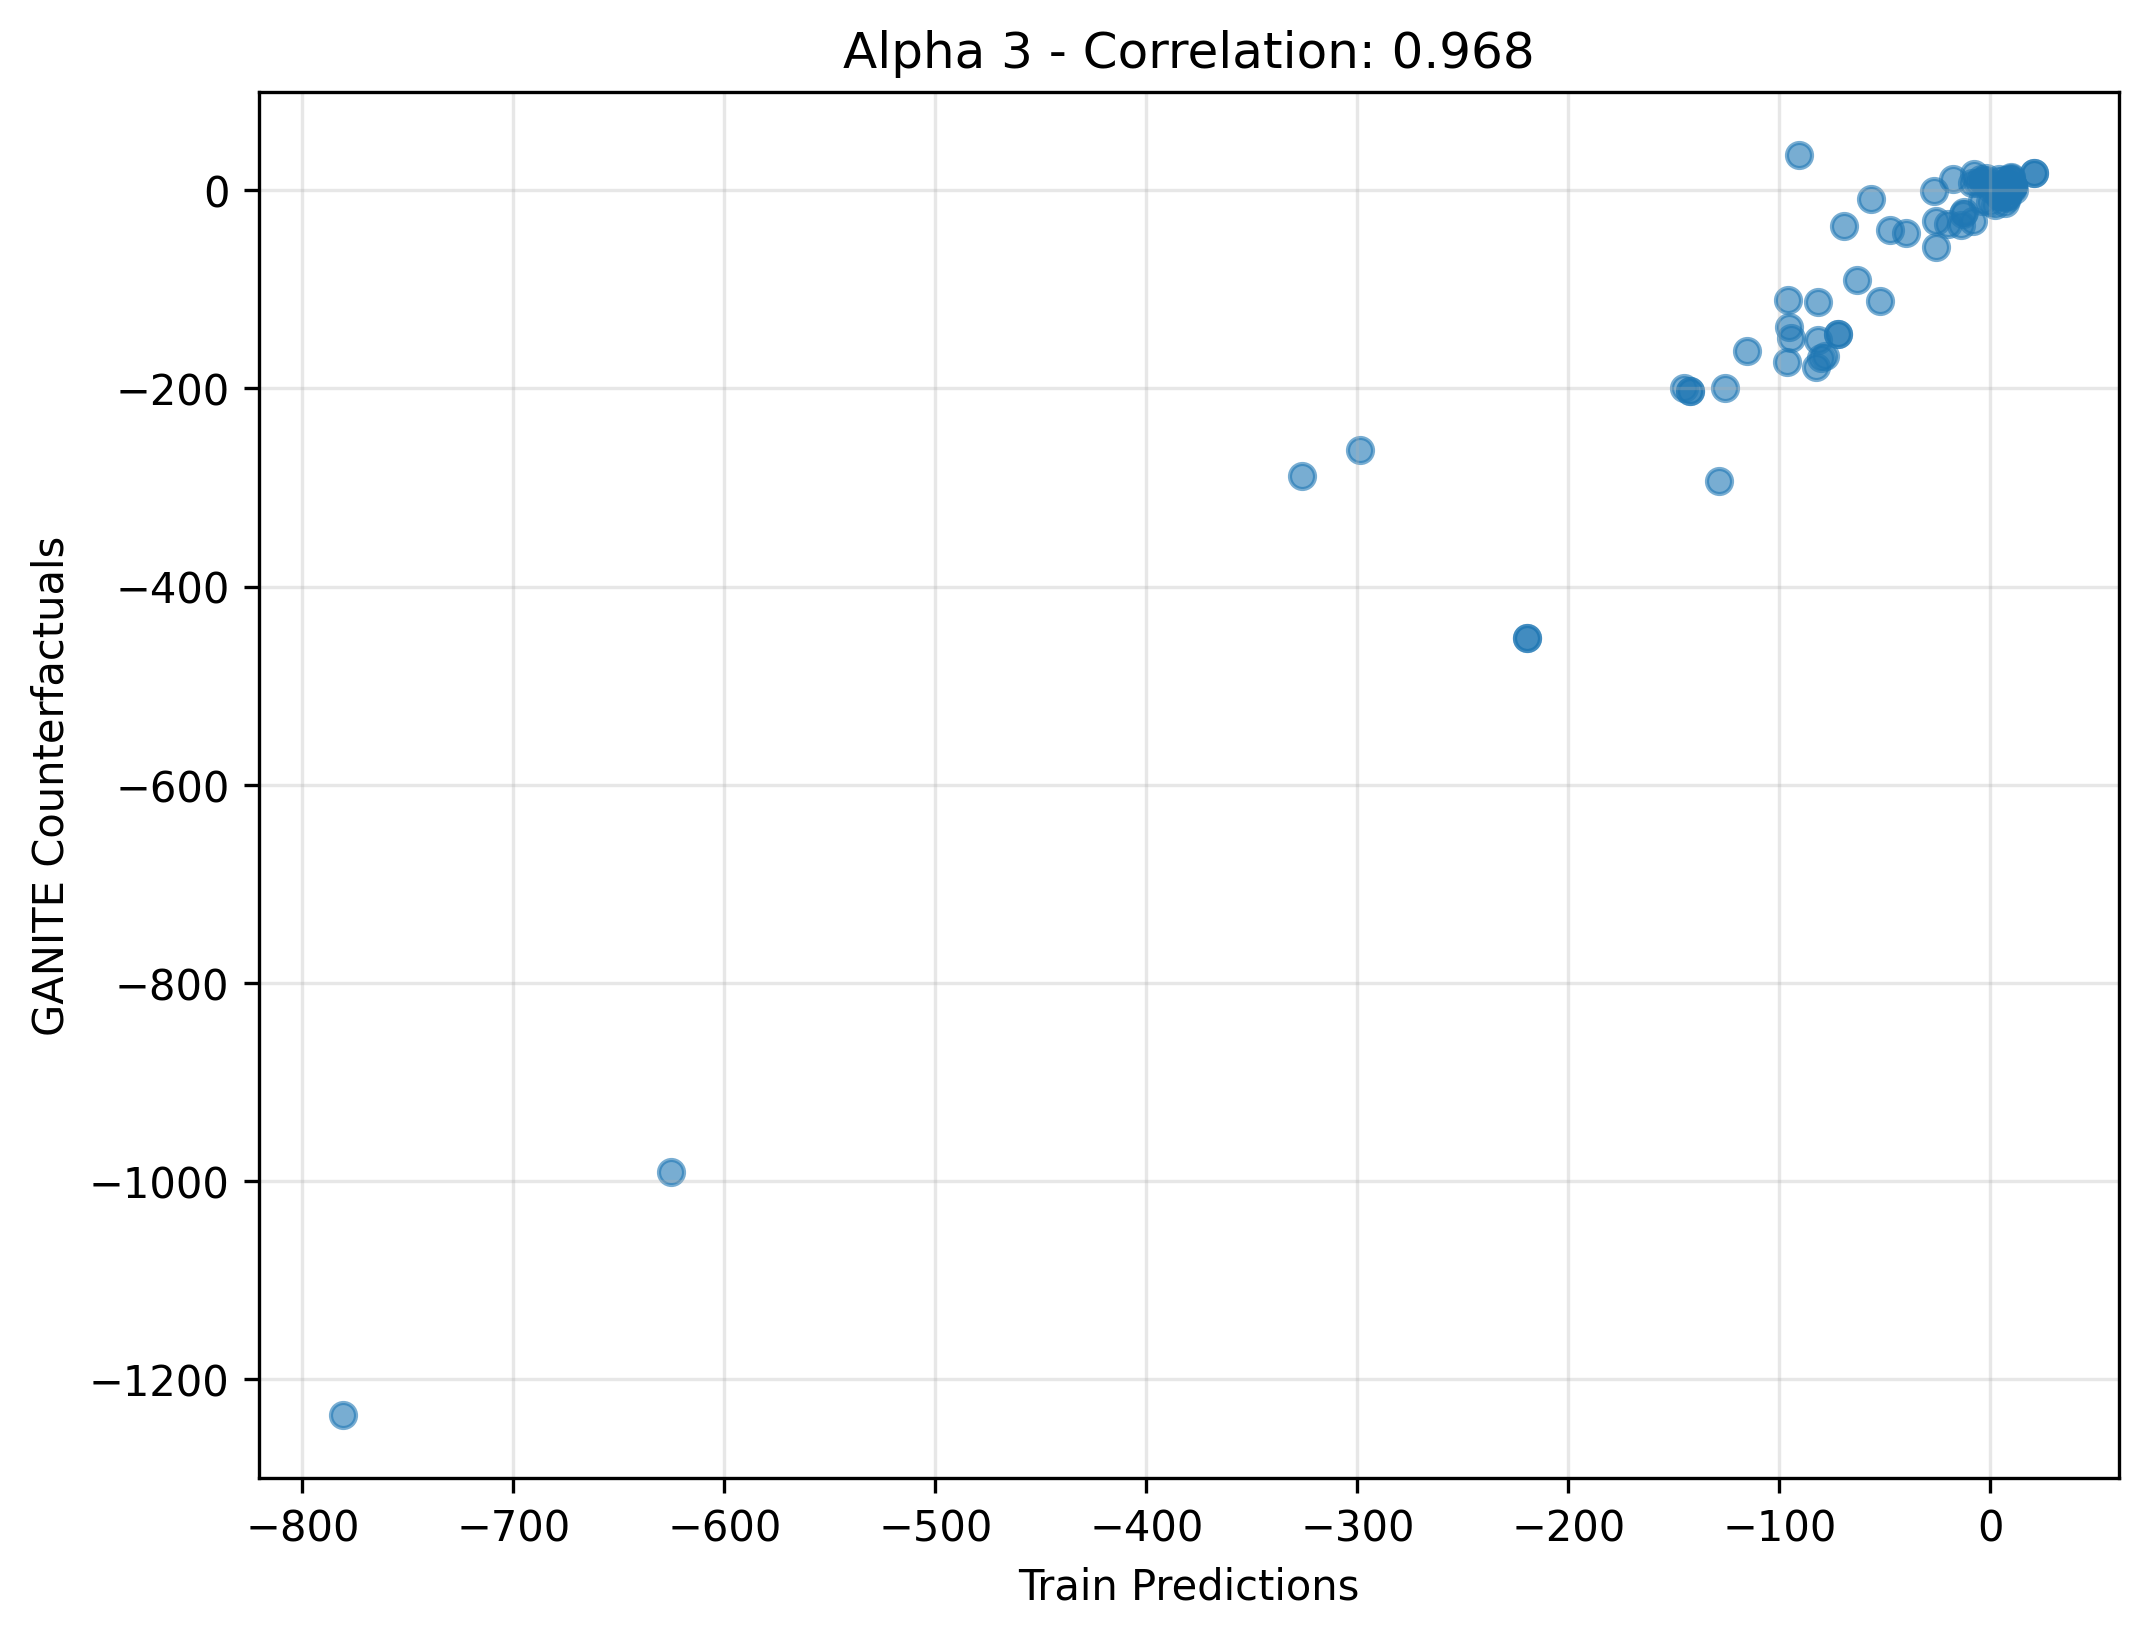 Alpha 3 - Correlation: 0.968
0
−200
−400
−600
−800
−1000
−1200
GANITE Counterfactuals
−800 −700 −600 −500 −400 −300 −200 −100 0
Train Predictions